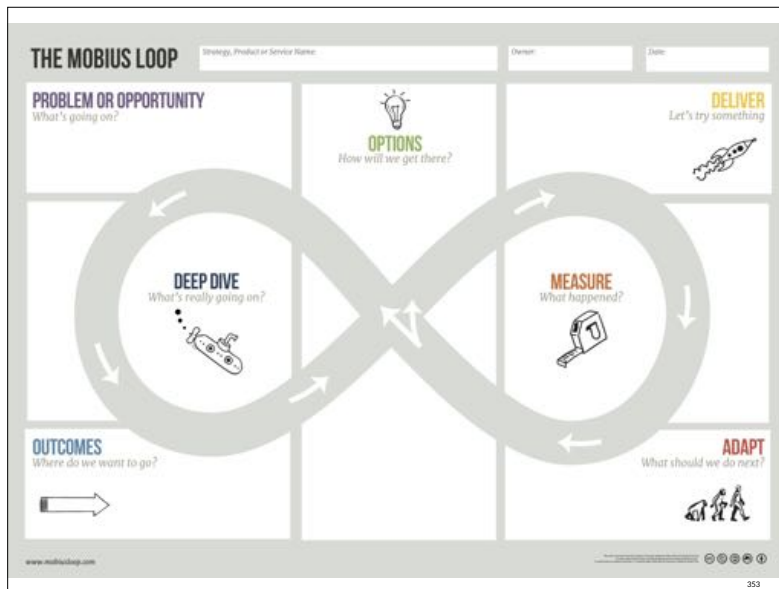 THE MOBIUS LOOP
Strategy, Product or Service Name:
Owner:
Date:
PROBLEM OR OPPORTUNITY
What's going on?
OPTIONS
How will we get there?
DELIVER
Let's try something
DEEP DIVE
What's really going on?
MEASURE
What happened?
OUTCOMES
Where do we want to go?
ADAPT
What should we do next?
www.mobiusloop.com
353